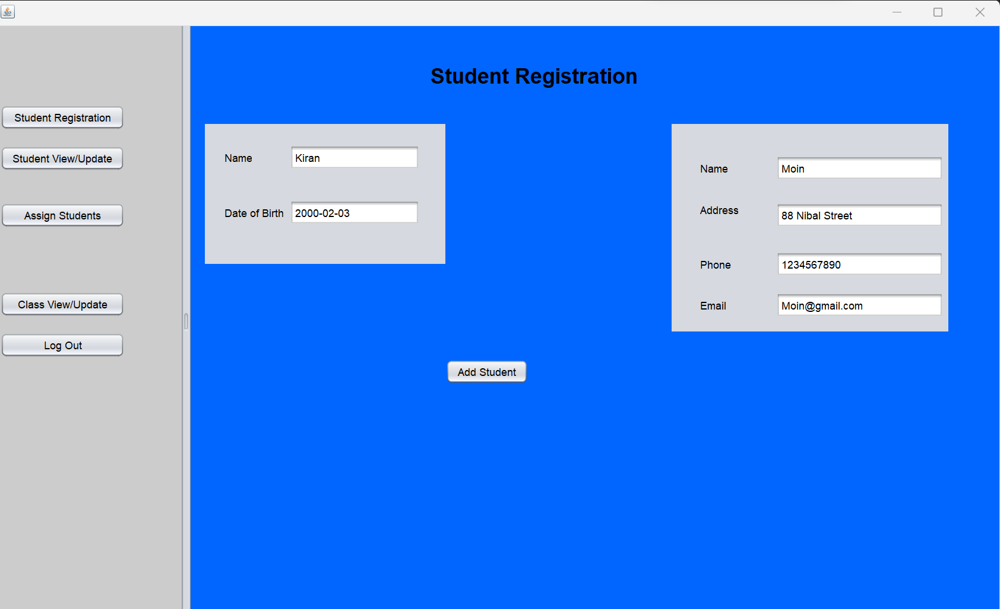 Student Registration
Student Registration
Student View/Update
Assign Students
Class View/Update
Log Out
Name Kiran
Date of Birth 2000-02-03
Name Moin
Address 88 Nibal Street
Phone 1234567890
Email Moin@gmail.com
Add Student